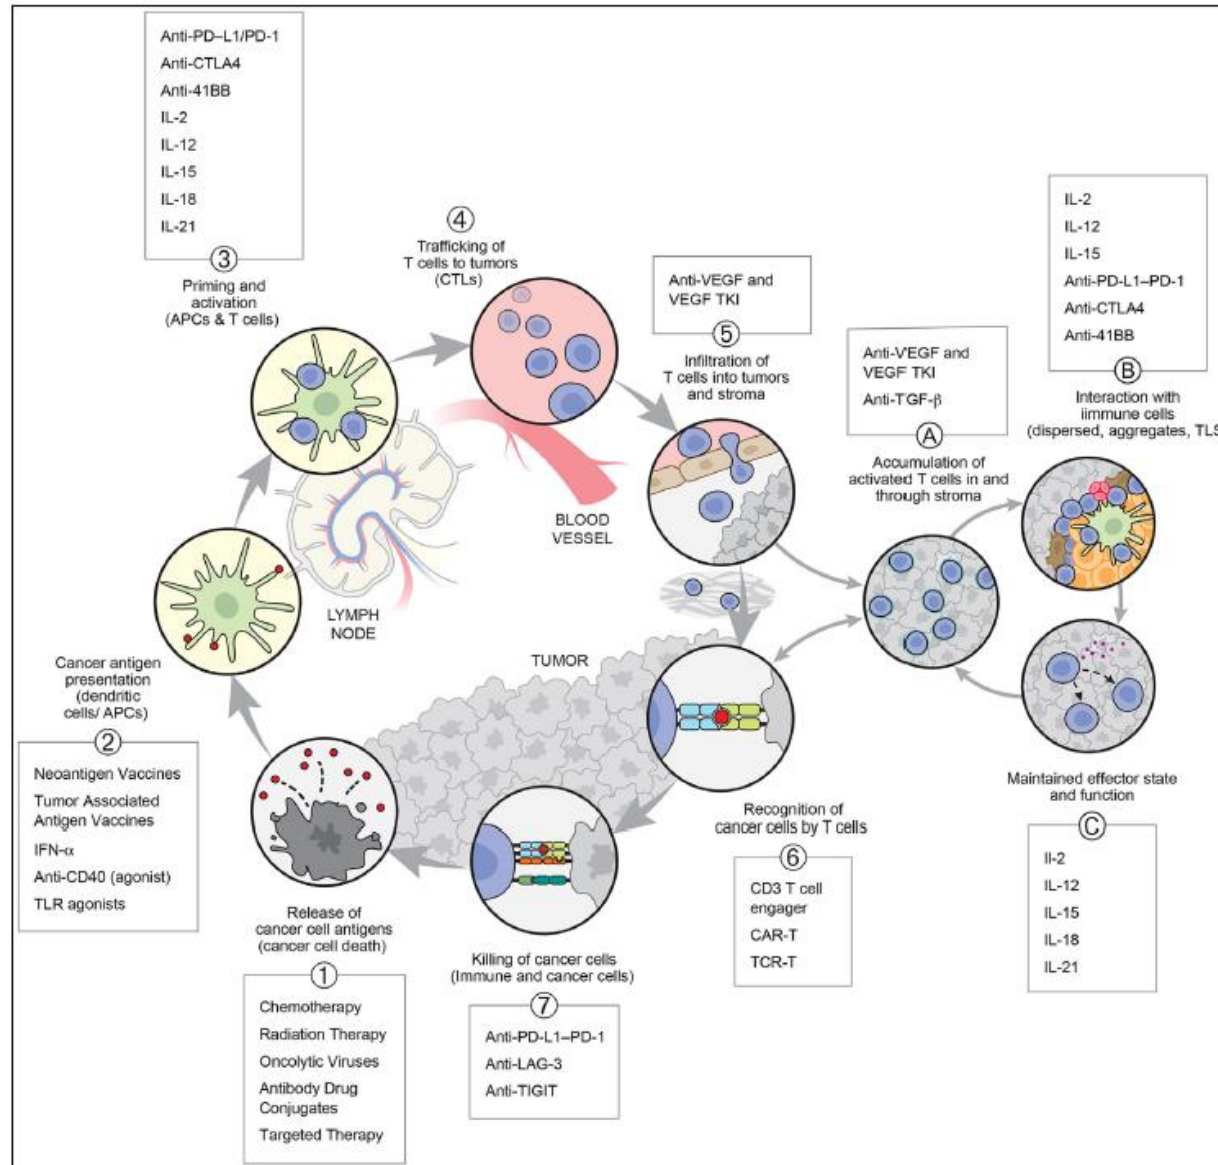 Anti-PD–L1/PD-1
Anti-CTLA4
Anti-41BB
IL-2
IL-12
IL-15
IL-18
IL-21
3
Priming and
activation
(APCs & T cells)
4
Trafficking of
T cells to tumors
(CTLs)
Anti-VEGF and
VEGF TKI
5
Infiltration of
T cells into tumors
and stroma
Anti-VEGF and
VEGF TKI
Anti-TGF-β
A
Accumulation of
activated T cells in and
through stroma
IL-2
IL-12
IL-15
Anti-PD-L1–PD-1
Anti-CTLA4
Anti-41BB
B
Interaction with
iimmune cells
(dispersed, aggregates, TLS
BLOOD
VESSEL
LYMPH
NODE
TUMOR
Cancer antigen
presentation
(dendritic
cells/ APCs)
2
Neoantigen Vaccines
Tumor Associated
Antigen Vaccines
IFN-α
Anti-CD40 (agonist)
TLR agonists
Release of
cancer cell antigens
(cancer cell death)
1
Chemotherapy
Radiation Therapy
Oncolytic Viruses
Antibody Drug
Conjugates
Targeted Therapy
Killing of cancer cells
(Immune and cancer cells)
7
Anti-PD-L1–PD-1
Anti-LAG-3
Anti-TIGIT
Recognition of
cancer cells by T cells
6
CD3 T cell
engager
CAR-T
TCR-T
Maintained effector state
and function
C
Il-2
IL-12
IL-15
IL-18
IL-21